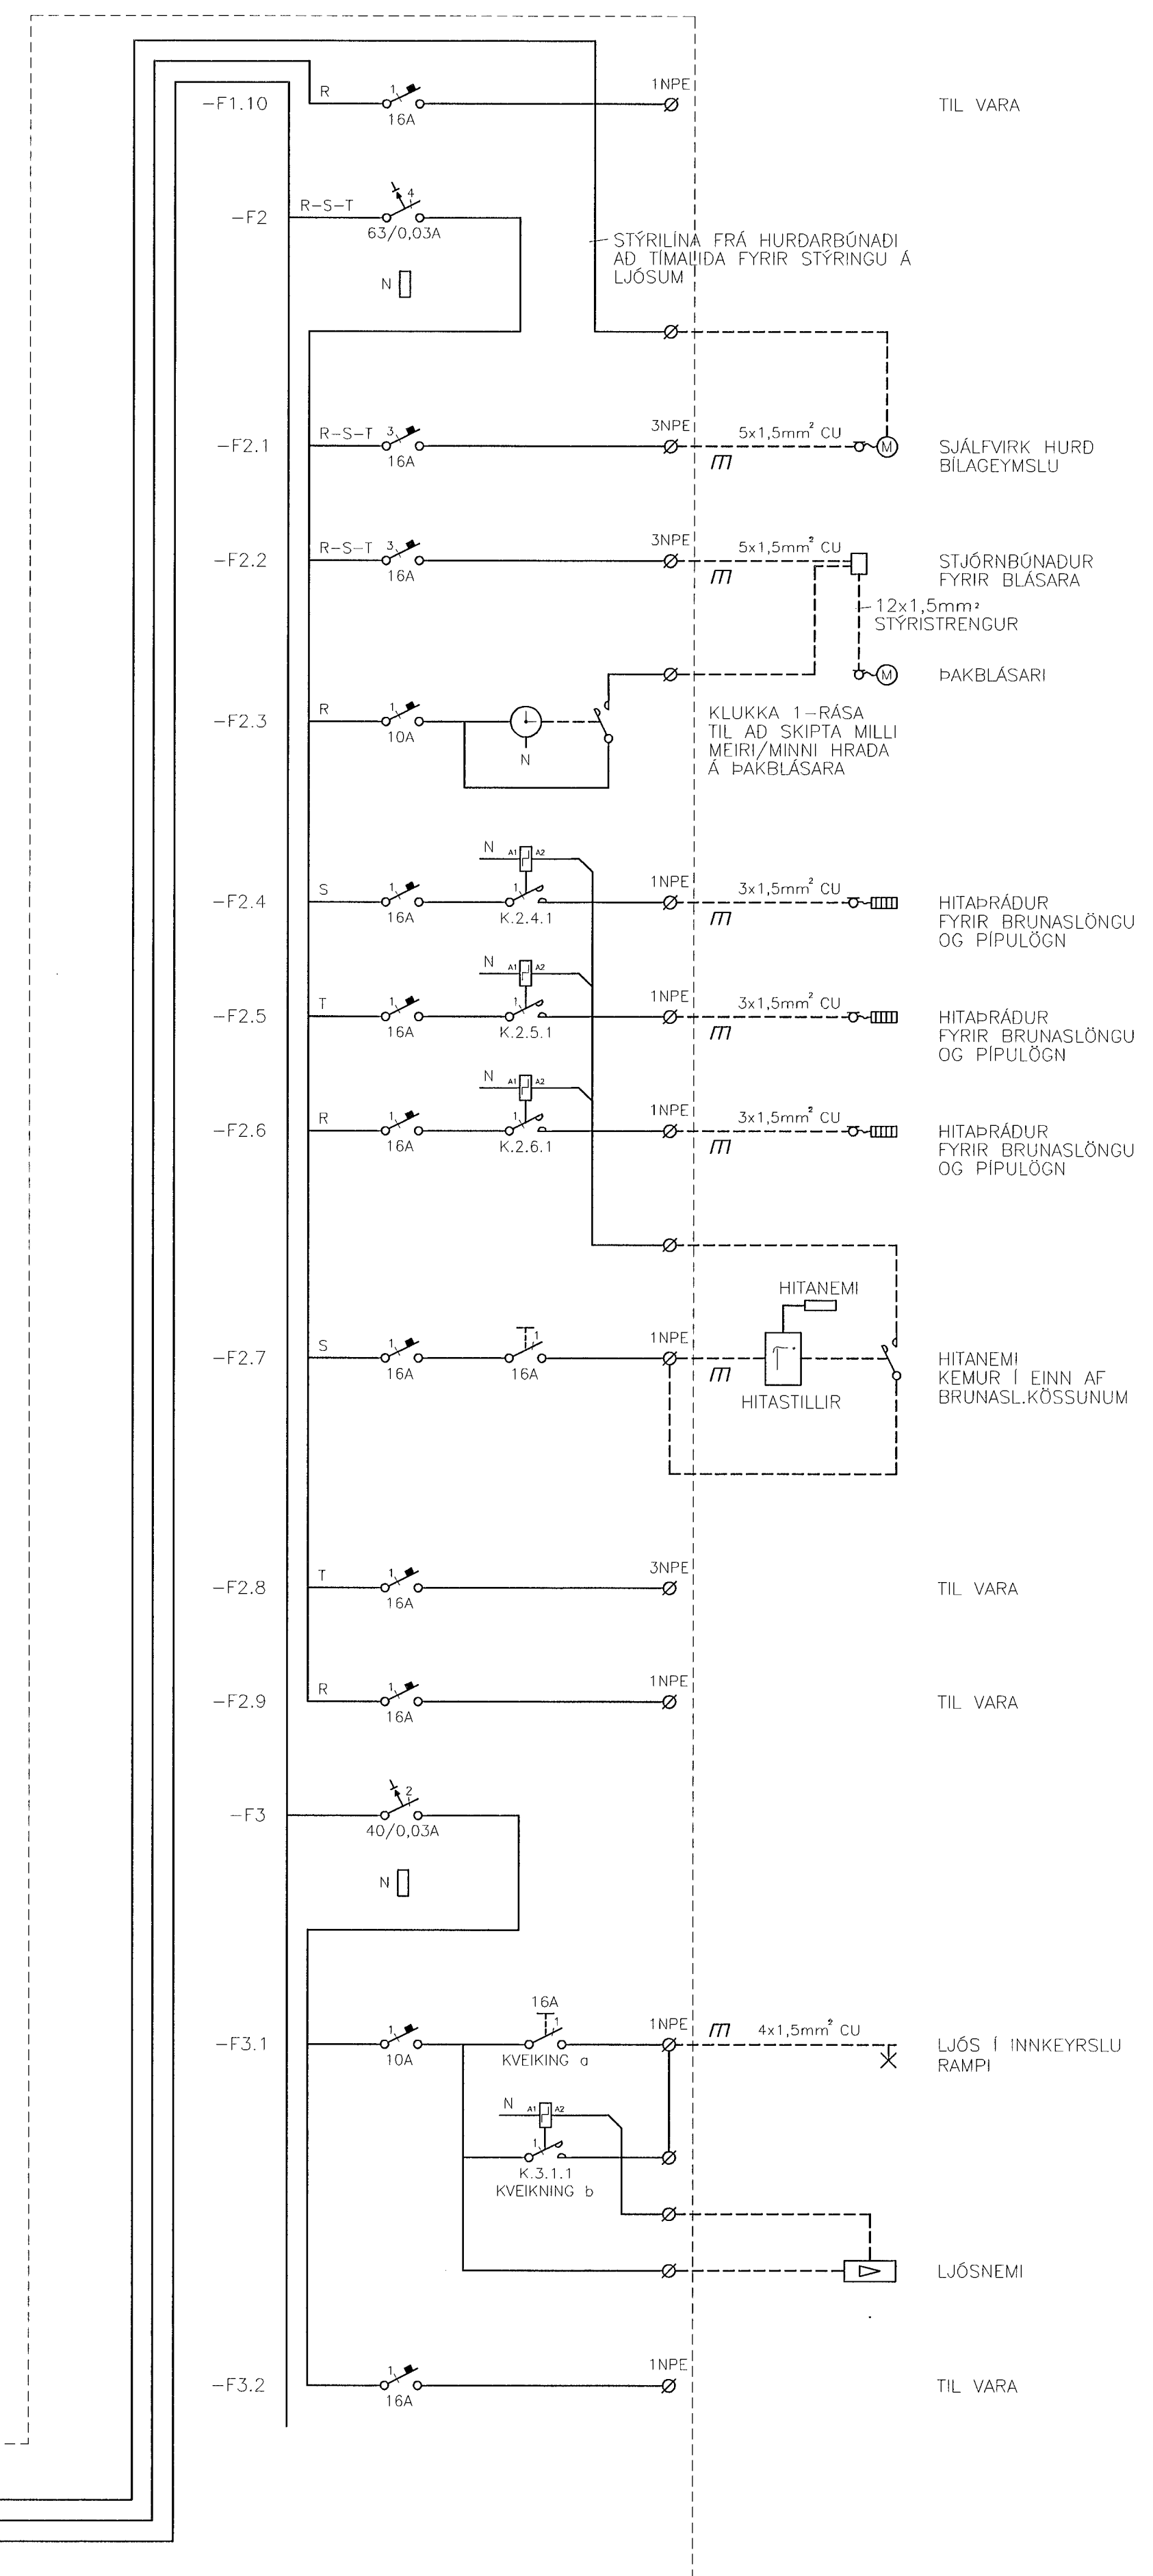 -F1.10 R 1 16A 1NPE TIL VARA
-F2 R-S-T 4 63/0,03A
N
STÝRILÍNA FRÁ HURÐARBÚNAÐI
AÐ TÍMALIÐA FYRIR STÝRINGU Á
LJÓSUM
-F2.1 R-S-T 3 16A 3NPE 5x1,5mm² CU M
SJÁLFVIRK HURÐ
BÍLAGEYMSLU
-F2.2 R-S-T 3 16A 3NPE 5x1,5mm² CU
STJÓRNBÚNAÐUR
FYRIR BLÁSARA
12x1,5mm²
STÝRISTRENGUR
M ÞAKBLÁSARI
-F2.3 R 1 10A N
KLUKKA 1-RÁSA
TIL AÐ SKIPTA MILLI
MEIRI/MINNI HRAÐA
Á ÞAKBLÁSARA
N A1 A2
-F2.4 S 1 16A 1 K.2.4.1 1NPE 3x1,5mm² CU
HITAÞRÁÐUR
FYRIR BRUNASLÖNGU
OG PÍPULÖGN
N A1 A2
-F2.5 T 1 16A 1 K.2.5.1 1NPE 3x1,5mm² CU
HITAÞRÁÐUR
FYRIR BRUNASLÖNGU
OG PÍPULÖGN
N A1 A2
-F2.6 R 1 16A 1 K.2.6.1 1NPE 3x1,5mm² CU
HITAÞRÁÐUR
FYRIR BRUNASLÖNGU
OG PÍPULÖGN
HITANEMI
-F2.7 S 1 16A 1 16A 1NPE
HITASTILLIR
HITANEMI
KEMUR Í EINN AF
BRUNASL.KÖSSUNUM
-F2.8 T 1 16A 3NPE TIL VARA
-F2.9 R 1 16A 1NPE TIL VARA
-F3 2 40/0,03A
N
16A
-F3.1 1 10A 1 KVEIKING a 1NPE 4x1,5mm² CU
LJÓS Í INNKEYRSLU
RAMPI
N A1 A2
1
K.3.1.1
KVEIKNING b
LJÓSNEMI
-F3.2 1 16A 1NPE TIL VARA